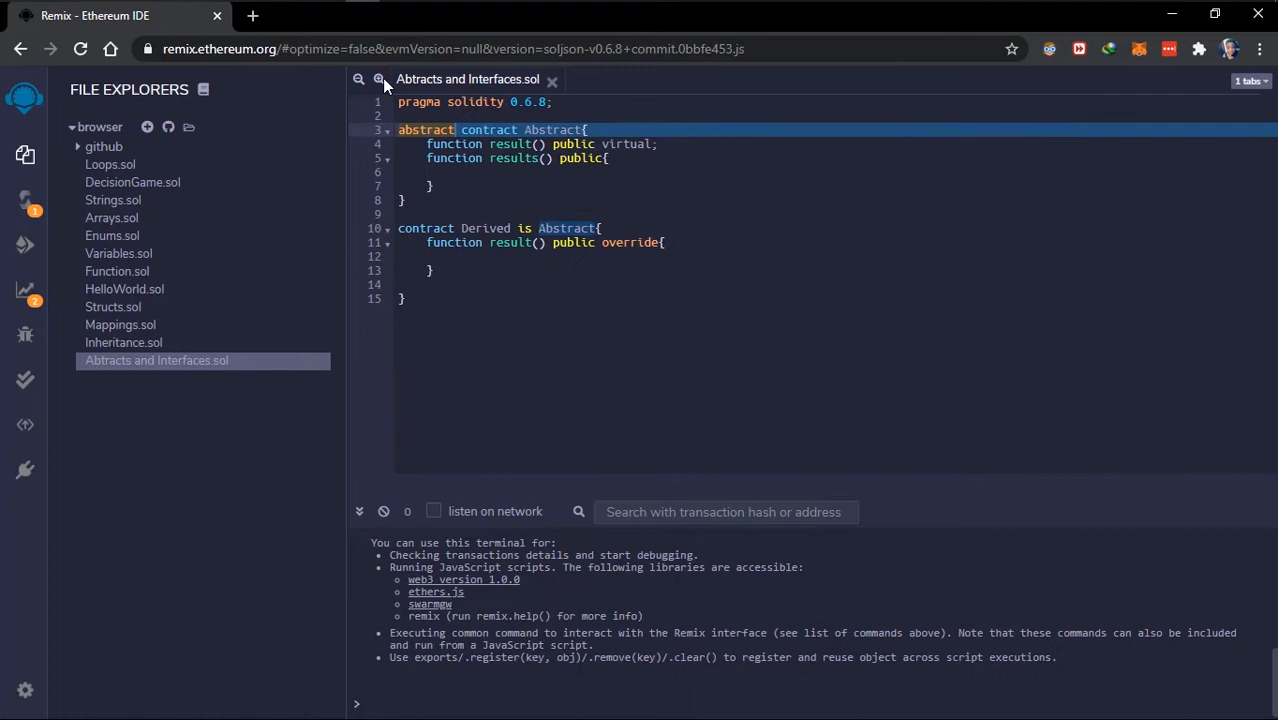 Remix - Ethereum IDE
remix.ethereum.org/#optimize=false&evmVersion=null&version=soljson-v0.6.8+commit.0bbfe453.js
FILE EXPLORERS
browser
github
Loops.sol
DecisionGame.sol
Strings.sol
Arrays.sol
Enums.sol
Variables.sol
Function.sol
HelloWorld.sol
Structs.sol
Mappings.sol
Inheritance.sol
Abtracts and Interfaces.sol
1
7
Abtracts and Interfaces.sol
1 tabs
1 pragma solidity 0.6.8;
2
3 abstract contract Abstract{
4 function result() public virtual;
5 function results() public{
6
7 }
8 }
9
10 contract Derived is Abstract{
11 function result() public override{
12
13 }
14
15 }
0 listen on network Search with transaction hash or address
You can use this terminal for:
• Checking transactions details and start debugging.
• Running JavaScript scripts. The following libraries are accessible:
○ web3 version 1.0.0
○ ethers.js
○ swarmgw
○ remix (run remix.help() for more info)
• Executing common command to interact with the Remix interface (see list of commands above). Note that these commands can also be included
and run from a JavaScript script.
• Use exports/.register(key, obj)/.remove(key)/.clear() to register and reuse object across script executions.
>